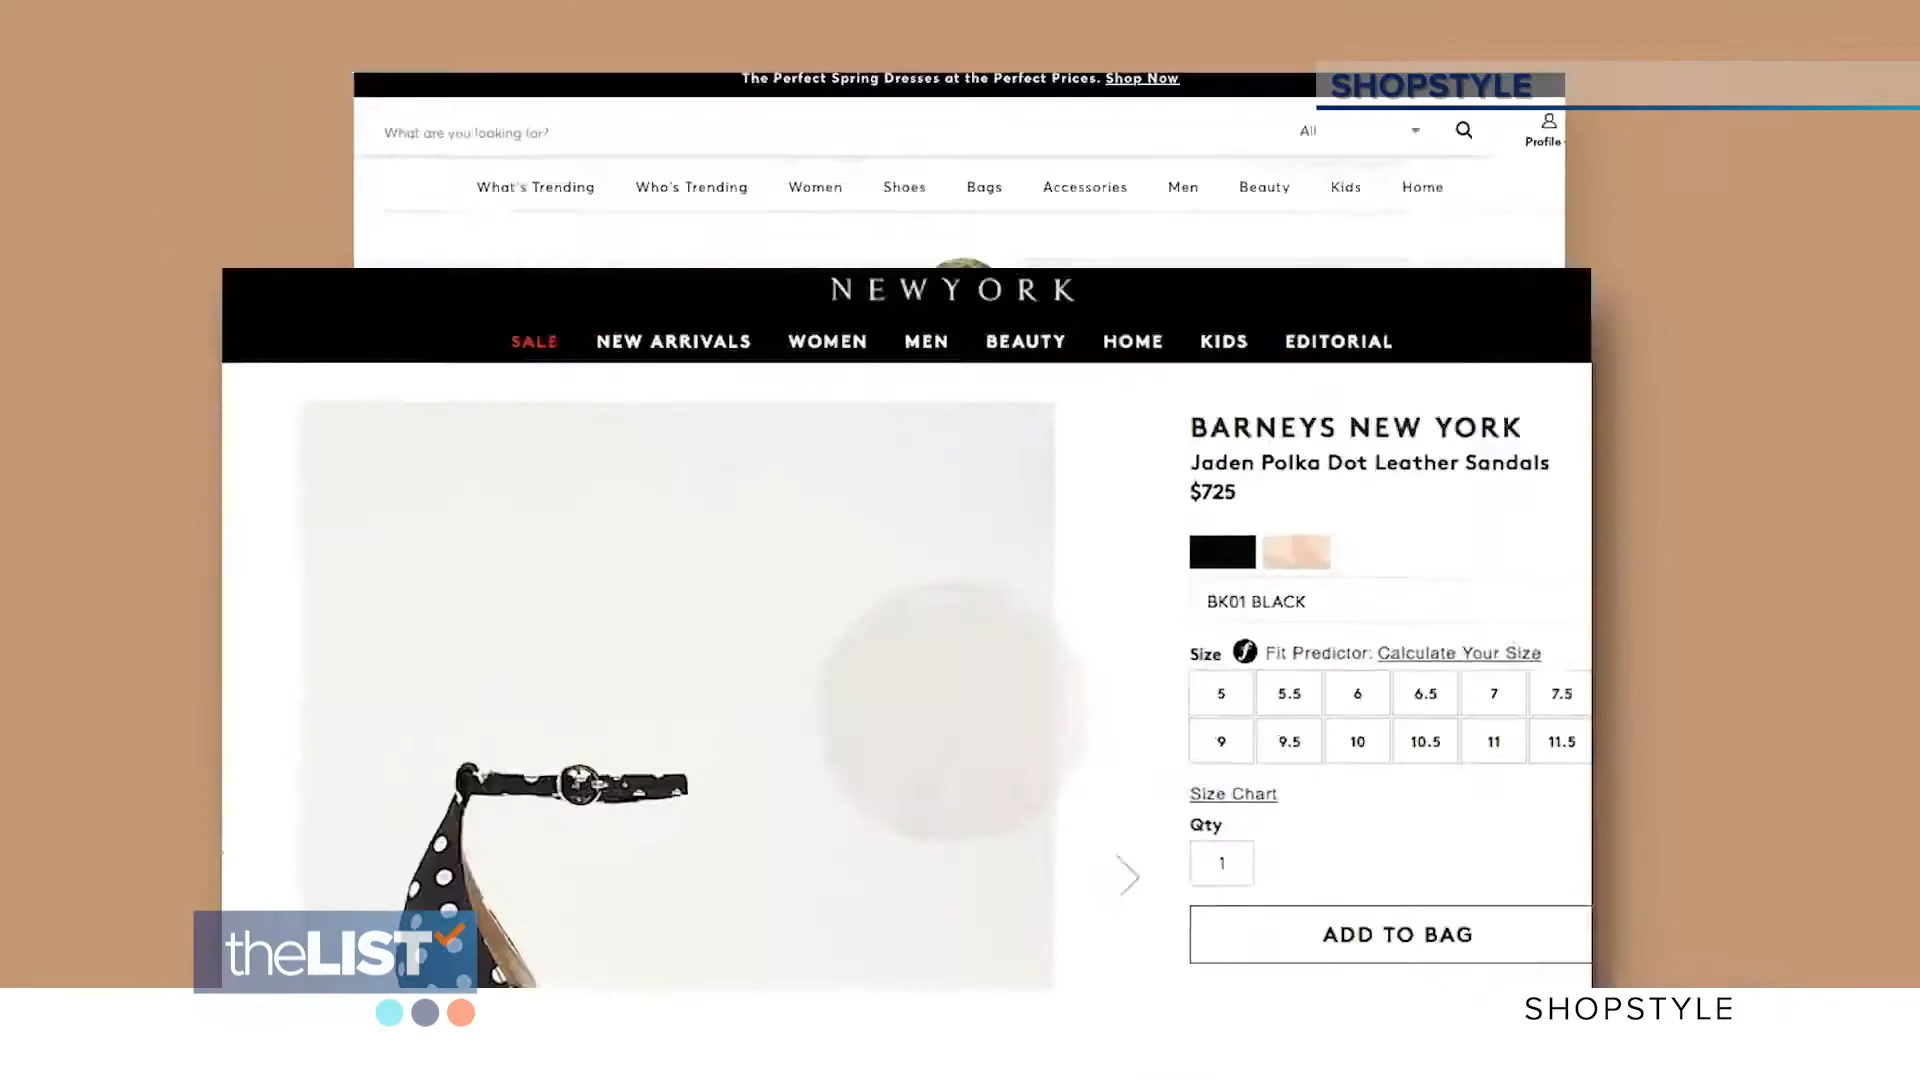 The Perfect Spring Dresses at the Perfect Prices. Shop Now
SHOPSTYLE
What are you looking for?
All
Profile
What's Trending Who's Trending Women Shoes Bags Accessories Men Beauty Kids Home
NEWYORK
SALE NEW ARRIVALS WOMEN MEN BEAUTY HOME KIDS EDITORIAL
BARNEYS NEW YORK
Jaden Polka Dot Leather Sandals
$725
BK01 BLACK
Size Fit Predictor: Calculate Your Size
5 5.5 6 6.5 7 7.5
9 9.5 10 10.5 11 11.5
Size Chart
Qty
1
ADD TO BAG
theLIST
SHOPSTYLE